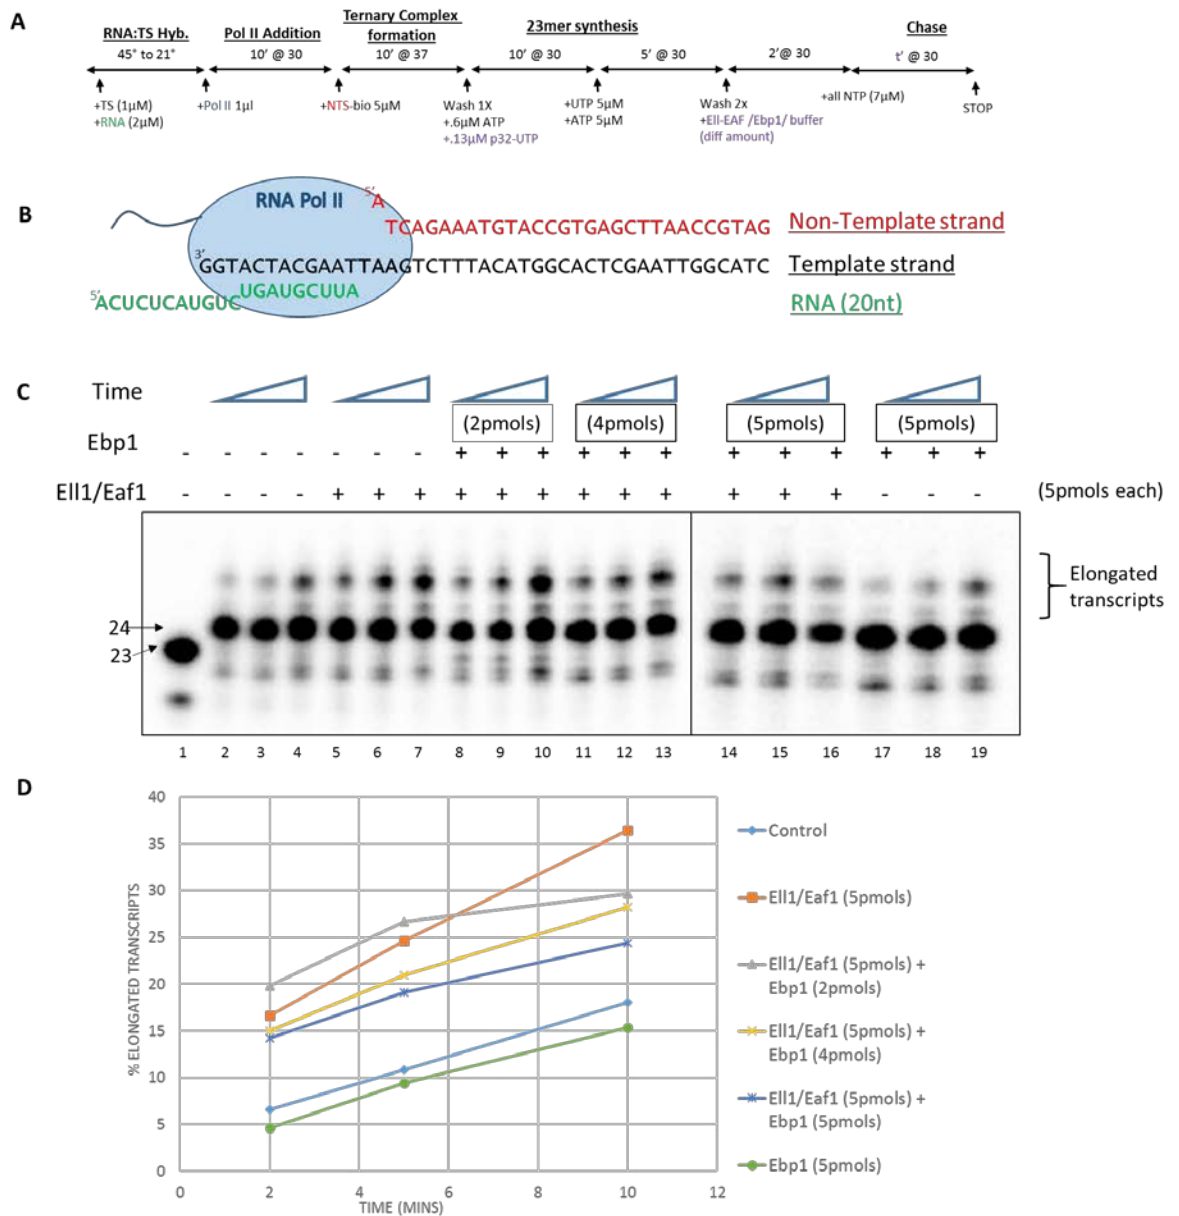 A
RNA:TS Hyb.
45° to 21°
Pol II Addition
10' @ 30
Ternary Complex
formation
10' @ 37
23mer synthesis
10' @ 30
5' @ 30
2'@ 30
Chase
t' @ 30
+TS (1µM)
+RNA (2µM)
+Pol II 1µl
+NTS-bio 5µM
Wash 1X
+.6µM ATP
+.13µM p32-UTP
+UTP 5µM
+ATP 5µM
Wash 2x
+Ell-EAF /Ebp1/ buffer
(diff amount)
+all NTP (7µM)
STOP
B
RNA Pol II
5'
A
TCAGAAATGTACCGTGAGCTTAACCGTAG
Non-Template strand
3'
GGTACTACGAATTAAGTCTTTACATGGCACTCGAATTGGCATC
Template strand
UGAUGCUUA
5'
ACUCUCAUGUC
RNA (20nt)
C
Time
(2pmols) (4pmols) (5pmols) (5pmols)
Ebp1
- - - - - - - + + + + + + + + + + + +
Ell1/Eaf1
- - - - + + + + + + + + + + + + - - -
(5pmols each)
Elongated
transcripts
24
23
1 2 3 4 5 6 7 8 9 10 11 12 13 14 15 16 17 18 19
D
% ELONGATED TRANSCRIPTS
40
35
30
25
20
15
10
5
0
0 2 4 6 8 10 12
TIME (MINS)
Control
Ell1/Eaf1 (5pmols)
Ell1/Eaf1 (5pmols) +
Ebp1 (2pmols)
Ell1/Eaf1 (5pmols) +
Ebp1 (4pmols)
Ell1/Eaf1 (5pmols) +
Ebp1 (5pmols)
Ebp1 (5pmols)